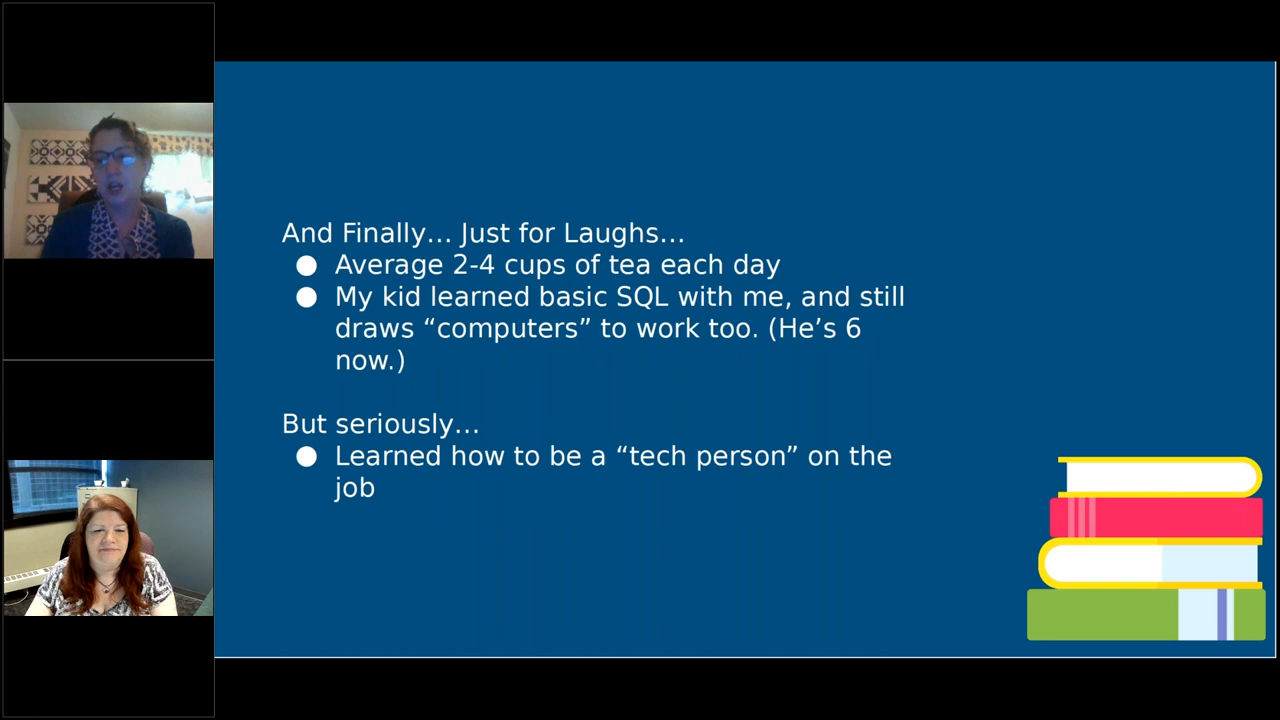 And Finally... Just for Laughs...
● Average 2-4 cups of tea each day
● My kid learned basic SQL with me, and still
draws “computers” to work too. (He’s 6
now.)
But seriously...
● Learned how to be a “tech person” on the
job